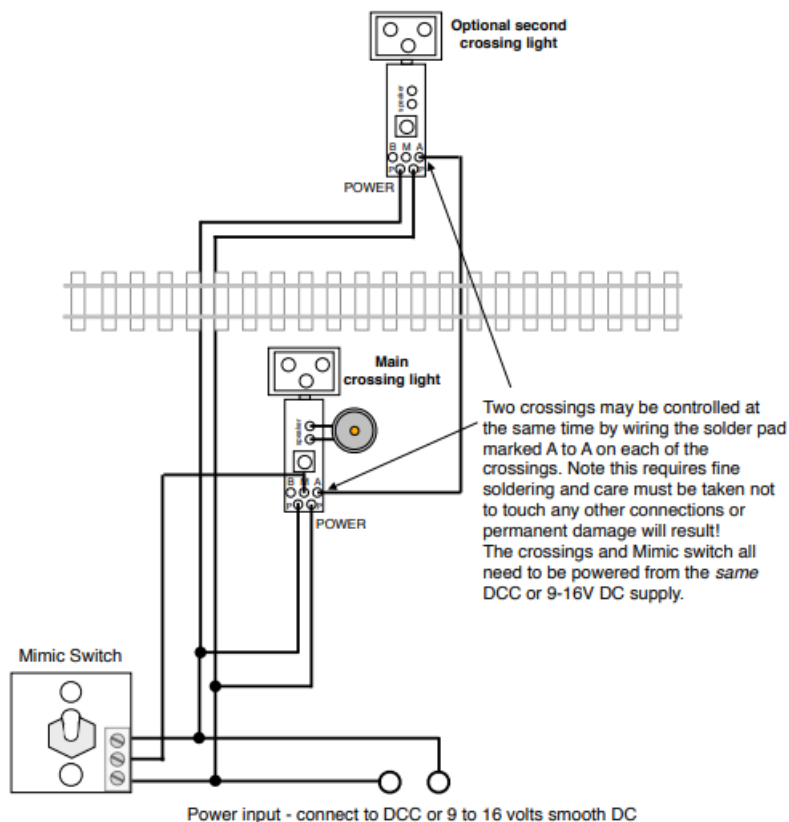 Optional second
crossing light
speaker
B M A
P P
POWER
Main
crossing light
speaker
B M A
P P
POWER
Two crossings may be controlled at
the same time by wiring the solder pad
marked A to A on each of the
crossings. Note this requires fine
soldering and care must be taken not
to touch any other connections or
permanent damage will result!
The crossings and Mimic switch all
need to be powered from the same
DCC or 9-16V DC supply.
Mimic Switch
Power input - connect to DCC or 9 to 16 volts smooth DC